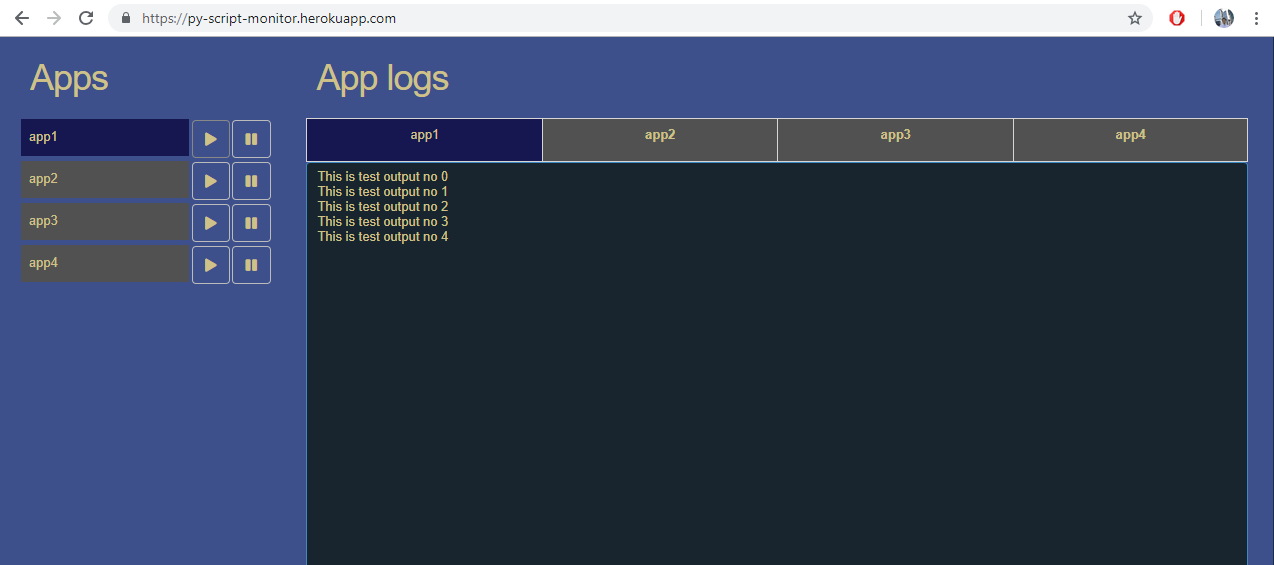 https://py-script-monitor.herokuapp.com
Apps
app1
app2
app3
app4
App logs
app1 app2 app3 app4
This is test output no 0
This is test output no 1
This is test output no 2
This is test output no 3
This is test output no 4